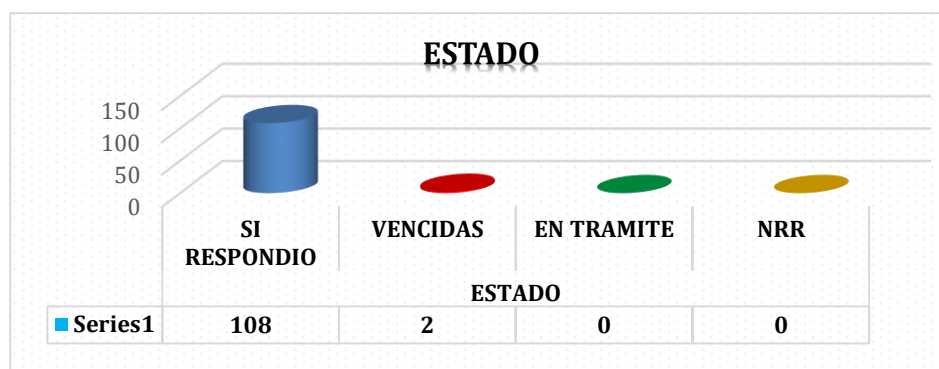 ESTADO
150
100
50
0
SI RESPONDIO VENCIDAS EN TRAMITE NRR
ESTADO
Series1 108 2 0 0